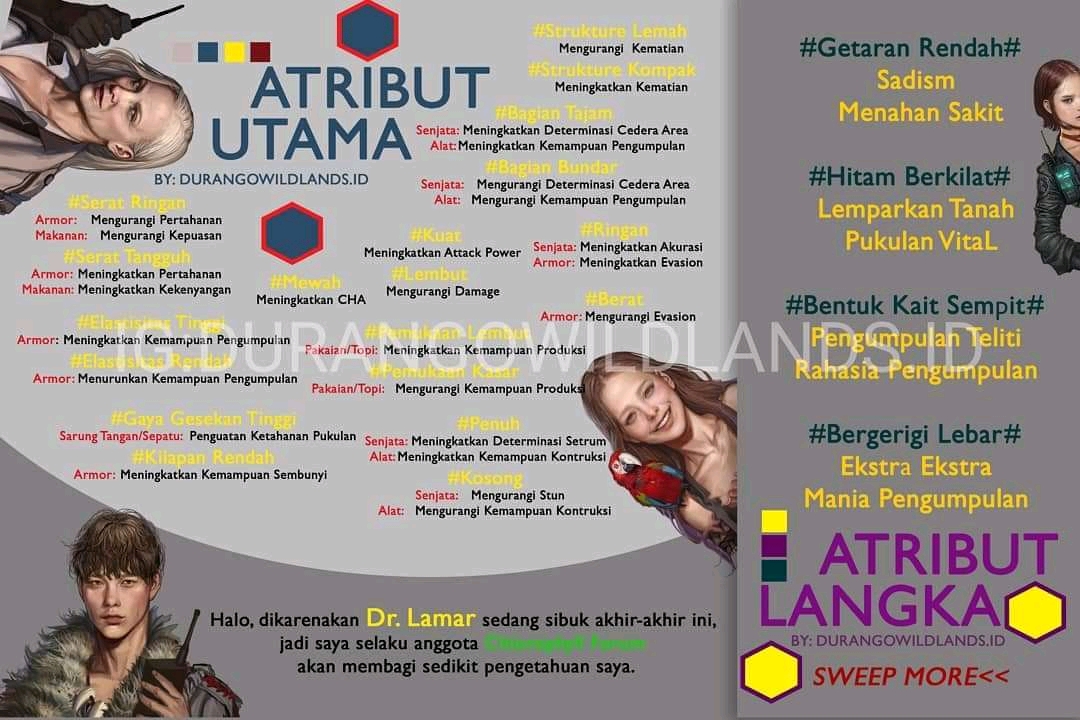 ATRIBUT
UTAMA
BY: DURANGOWILDLANDS.ID
#Strukture Lemah
Mengurangi Kematian
#Strukture Kompak
Meningkatkan Kematian
#Bagian Tajam
Senjata: Meningkatkan Determinasi Cedera Area
Alat: Meningkatkan Kemampuan Pengumpulan
#Bagian Bundar
Senjata: Mengurangi Determinasi Cedera Area
Alat: Mengurangi Kemampuan Pengumpulan
#Serat Ringan
Armor: Mengurangi Pertahanan
Makanan: Mengurangi Kepuasan
#Serat Tangguh
Armor: Meningkatkan Pertahanan
Makanan: Meningkatkan Kekenyangan
#Mewah
Meningkatkan CHA
#Kuat
Meningkatkan Attack Power
#Lembut
Mengurangi Damage
#Ringan
Senjata: Meningkatkan Akurasi
Armor: Meningkatkan Evasion
#Berat
Armor: Mengurangi Evasion
#Elastisitas Tinggi
Armor: Meningkatkan Kemampuan Pengumpulan
#Elastisitas Rendah
Armor: Menurunkan Kemampuan Pengumpulan
#Pemukaan Lembut
Pakaian/Topi: Meningkatkan Kemampuan Produksi
#Pemukaan Kasar
Pakaian/Topi: Mengurangi Kemampuan Produksi
#Gaya Gesekan Tinggi
Sarung Tangan/Sepatu: Penguatan Ketahanan Pukulan
#Kilapan Rendah
Armor: Meningkatkan Kemampuan Sembunyi
#Penuh
Senjata: Meningkatkan Determinasi Setrum
Alat: Meningkatkan Kemampuan Kontruksi
#Kosong
Senjata: Mengurangi Stun
Alat: Mengurangi Kemampuan Kontruksi
DURANGOWILDLANDS.ID
Halo, dikarenakan Dr. Lamar sedang sibuk akhir-akhir ini,
jadi saya selaku anggota Chlorophyll Forum
akan membagi sedikit pengetahuan saya.
#Getaran Rendah#
Sadism
Menahan Sakit
#Hitam Berkilat#
Lemparkan Tanah
Pukulan VitaL
#Bentuk Kait Sempit#
Pengumpulan Teliti
Rahasia Pengumpulan
#Bergerigi Lebar#
Ekstra Ekstra
Mania Pengumpulan
ATRIBUT
LANGKA
BY: DURANGOWILDLANDS.ID
SWEEP MORE<<